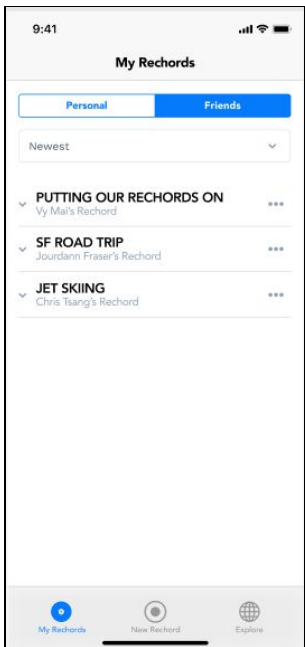 9:41
My Rechords
Personal Friends
Newest
PUTTING OUR RECHORDS ON
Vy Mai's Rechord
SF ROAD TRIP
Jourdann Fraser's Rechord
JET SKIING
Chris Tsang's Rechord
My Rechords New Rechord Explore